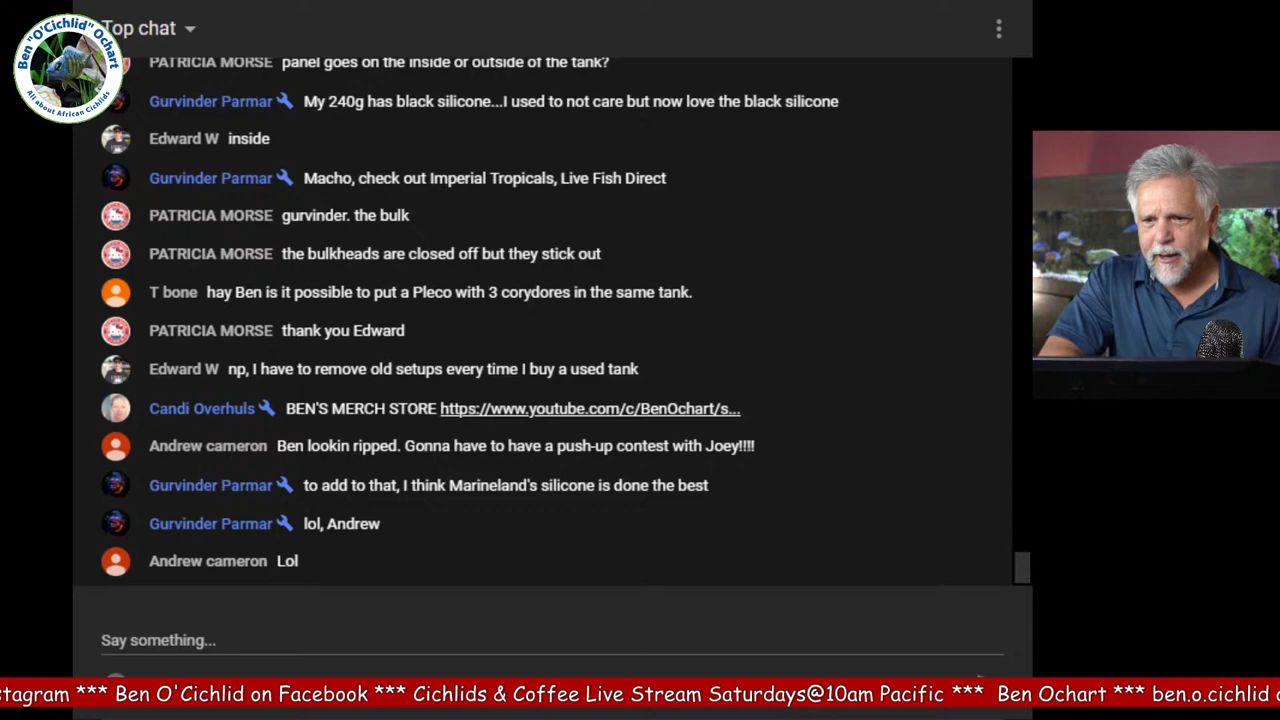 Ben "O'Cichlid" Ochart
All about African Cichlids
Top chat
PATRICIA MORSE panel goes on the inside or outside of the tank?
Gurvinder Parmar My 240g has black silicone...I used to not care but now love the black silicone
Edward W inside
Gurvinder Parmar Macho, check out Imperial Tropicals, Live Fish Direct
PATRICIA MORSE gurvinder. the bulk
PATRICIA MORSE the bulkheads are closed off but they stick out
T bone hay Ben is it possible to put a Pleco with 3 corydores in the same tank.
PATRICIA MORSE thank you Edward
Edward W np, I have to remove old setups every time I buy a used tank
Candi Overhuls BEN'S MERCH STORE https://www.youtube.com/c/BenOchart/s...
Andrew cameron Ben lookin ripped. Gonna have to have a push-up contest with Joey!!!!
Gurvinder Parmar to add to that, I think Marineland's silicone is done the best
Gurvinder Parmar lol, Andrew
Andrew cameron Lol
Say something...
stagram *** Ben O'Cichlid on Facebook *** Cichlids & Coffee Live Stream Saturdays@10am Pacific *** Ben Ochart *** ben.o.cichlid